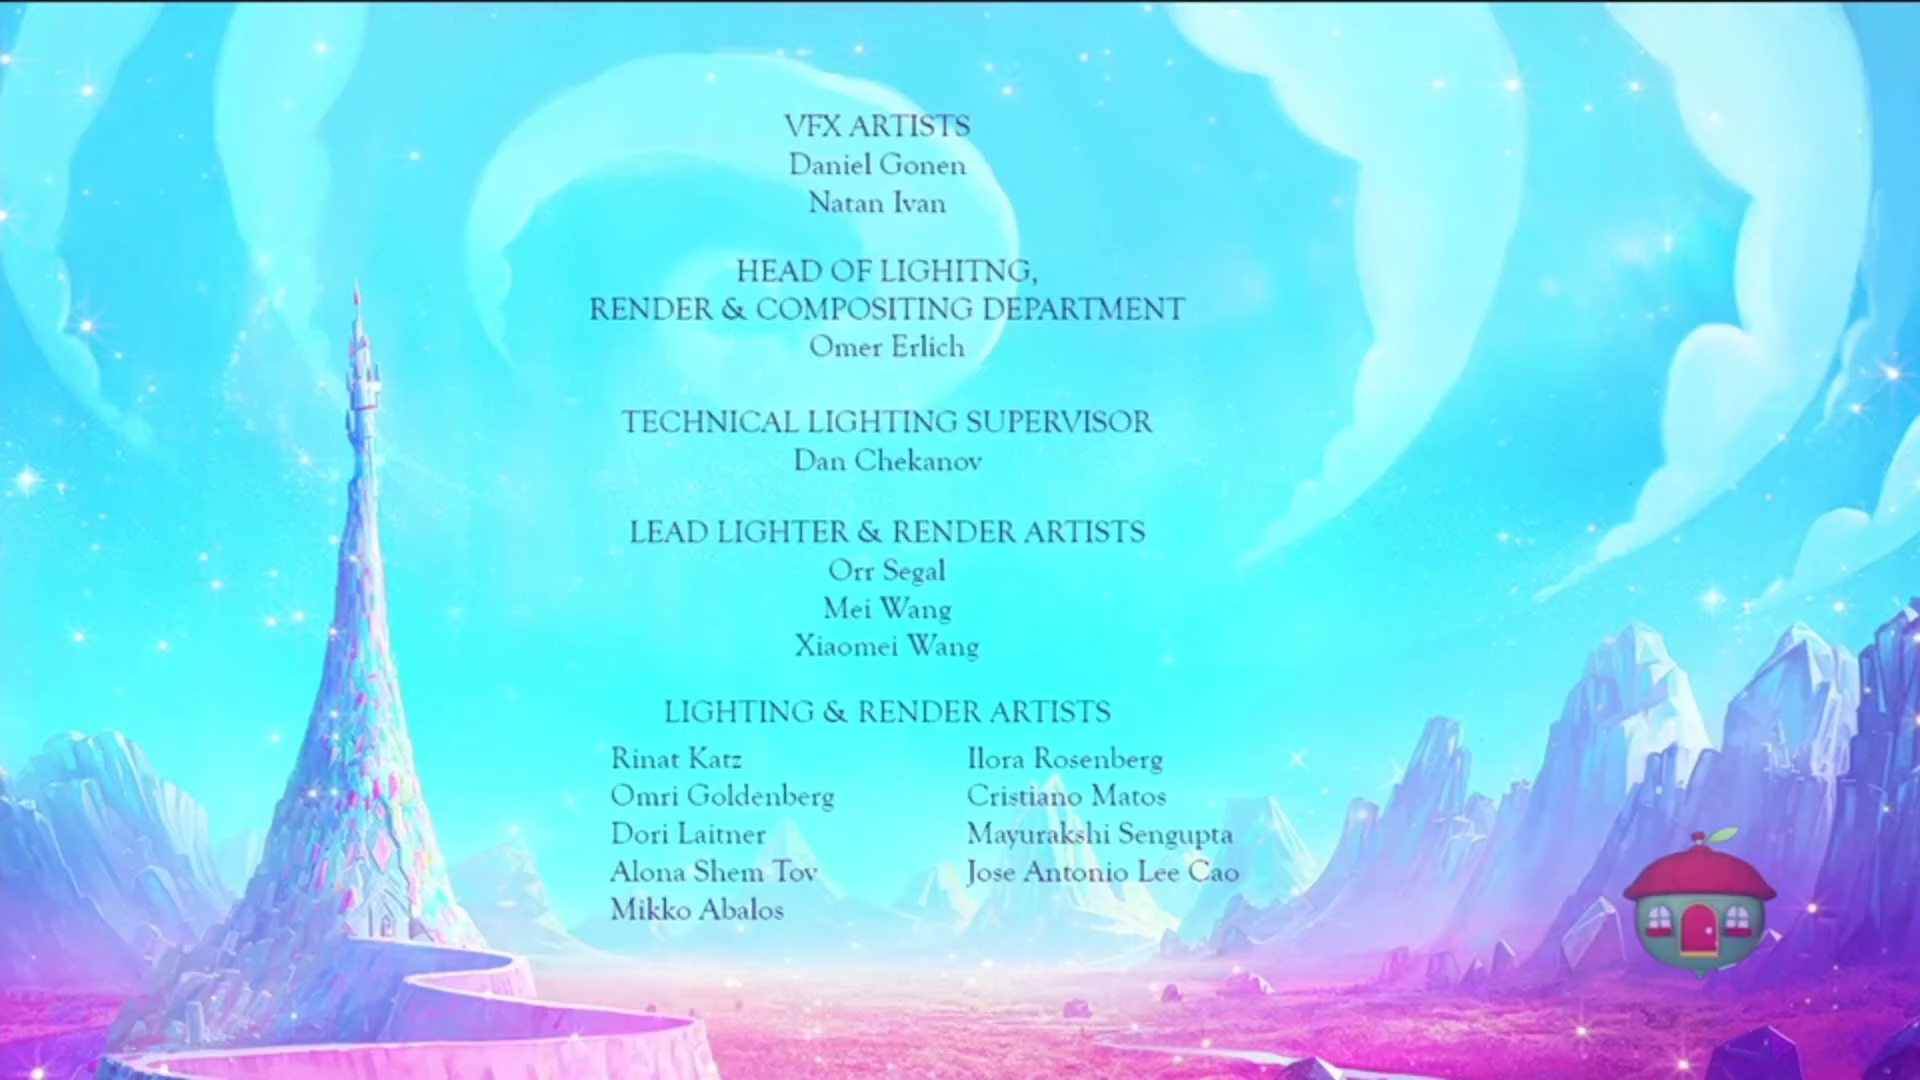 VFX ARTISTS
Daniel Gonen
Natan Ivan
HEAD OF LIGHITNG,
RENDER & COMPOSITING DEPARTMENT
Omer Erlich
TECHNICAL LIGHTING SUPERVISOR
Dan Chekanov
LEAD LIGHTER & RENDER ARTISTS
Orr Segal
Mei Wang
Xiaomei Wang
LIGHTING & RENDER ARTISTS
Rinat Katz
Omri Goldenberg
Dori Laitner
Alona Shem Tov
Mikko Abalos
Ilora Rosenberg
Cristiano Matos
Mayurakshi Sengupta
Jose Antonio Lee Cao